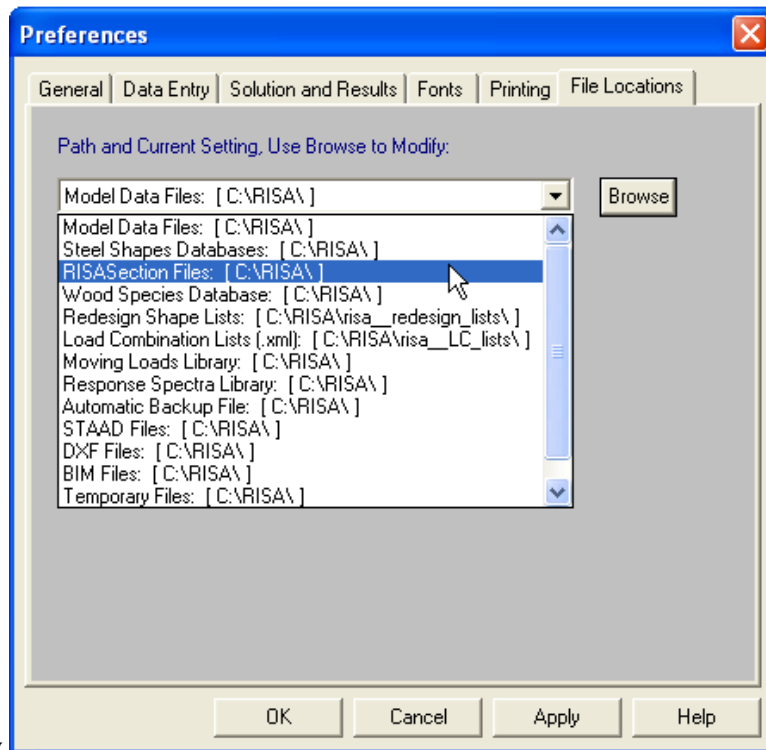 Preferences
General Data Entry Solution and Results Fonts Printing File Locations
Path and Current Setting, Use Browse to Modify:
Model Data Files: [ C:\RISA\ ] Browse
Model Data Files: [ C:\RISA\ ]
Steel Shapes Databases: [ C:\RISA\ ]
RISASection Files: [ C:\RISA\ ]
Wood Species Database: [ C:\RISA\ ]
Redesign Shape Lists: [ C:\RISA\risa__redesign_lists\ ]
Load Combination Lists (.xml): [ C:\RISA\risa__LC_lists\ ]
Moving Loads Library: [ C:\RISA\ ]
Response Spectra Library: [ C:\RISA\ ]
Automatic Backup File: [ C:\RISA\ ]
STAAD Files: [ C:\RISA\ ]
DXF Files: [ C:\RISA\ ]
BIM Files: [ C:\RISA\ ]
Temporary Files: [ C:\RISA\ ]
OK Cancel Apply Help